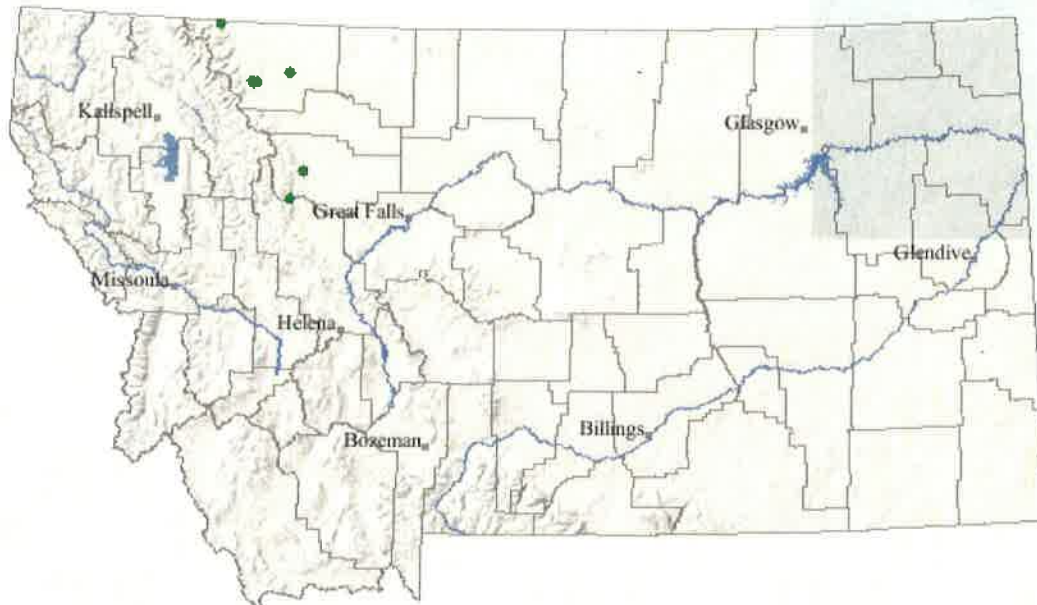 Kalispell
Glasgow
Great Falls
Glendive
Missoula
Helena
Billings
Bozeman